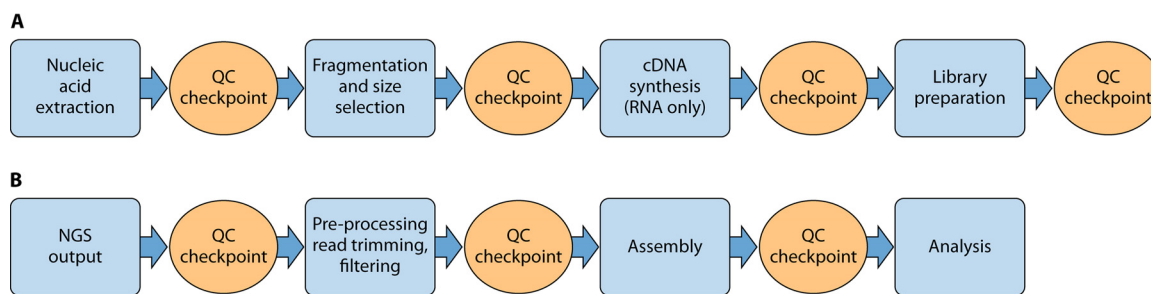 A
Nucleic
acid
extraction
QC
checkpoint
Fragmentation
and size
selection
QC
checkpoint
cDNA
synthesis
(RNA only)
QC
checkpoint
Library
preparation
QC
checkpoint
B
NGS
output
QC
checkpoint
Pre-processing
read trimming,
filtering
QC
checkpoint
Assembly
QC
checkpoint
Analysis